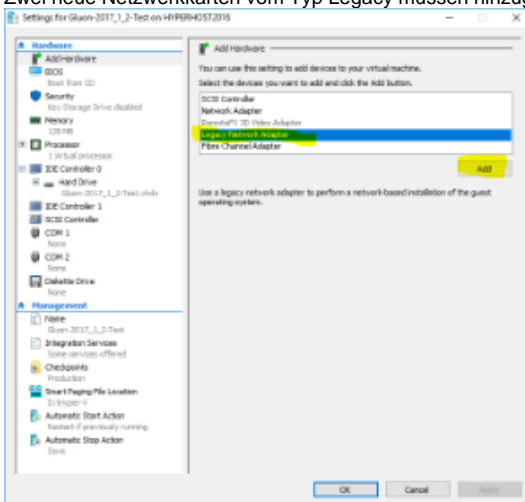 Zwei neue Netzwerkkarten vom Typ Legacy müssen hinzu
Settings for Gluon-2017_1_2-Test on HYPERHOST2016
Hardware
Add Hardware
BIOS
Boot from CD
Security
Key Storage Drive disabled
Memory
128 MB
Processor
1 Virtual processor
IDE Controller 0
Hard Drive
Gluon-2017_1_2-Test.vhdx
IDE Controller 1
SCSI Controller
COM 1
None
COM 2
None
Diskette Drive
None
Management
Name
Gluon-2017_1_2-Test
Integration Services
Some services offered
Checkpoints
Production
Smart Paging File Location
Automatic Start Action
Restart if previously running
Automatic Stop Action
Save
Add Hardware
You can use this setting to add devices to your virtual machine.
Select the devices you want to add and click the Add button.
SCSI Controller
Network Adapter
RemoteFX 3D Video Adapter
Legacy Network Adapter
Fibre Channel Adapter
Add
Use a legacy network adapter to perform a network-based installation of the guest
operating system.
OK
Cancel
Apply